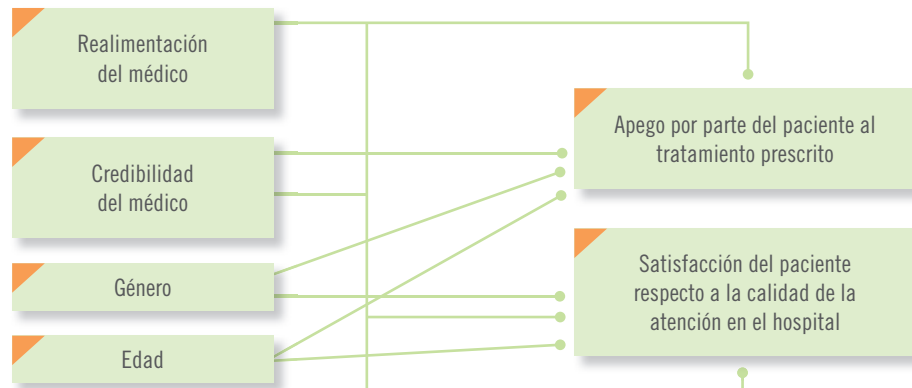 Realimentación
del médico
Credibilidad
del médico
Género
Edad
Apego por parte del paciente al
tratamiento prescrito
Satisfacción del paciente
respecto a la calidad de la
atención en el hospital